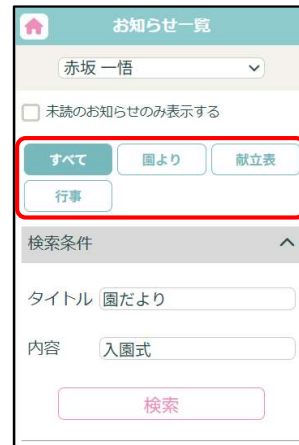 お知らせ一覧
赤坂 一悟
未読のお知らせのみ表示する
すべて 園より 献立表
行事
検索条件
タイトル 園だより
内容 入園式
検索